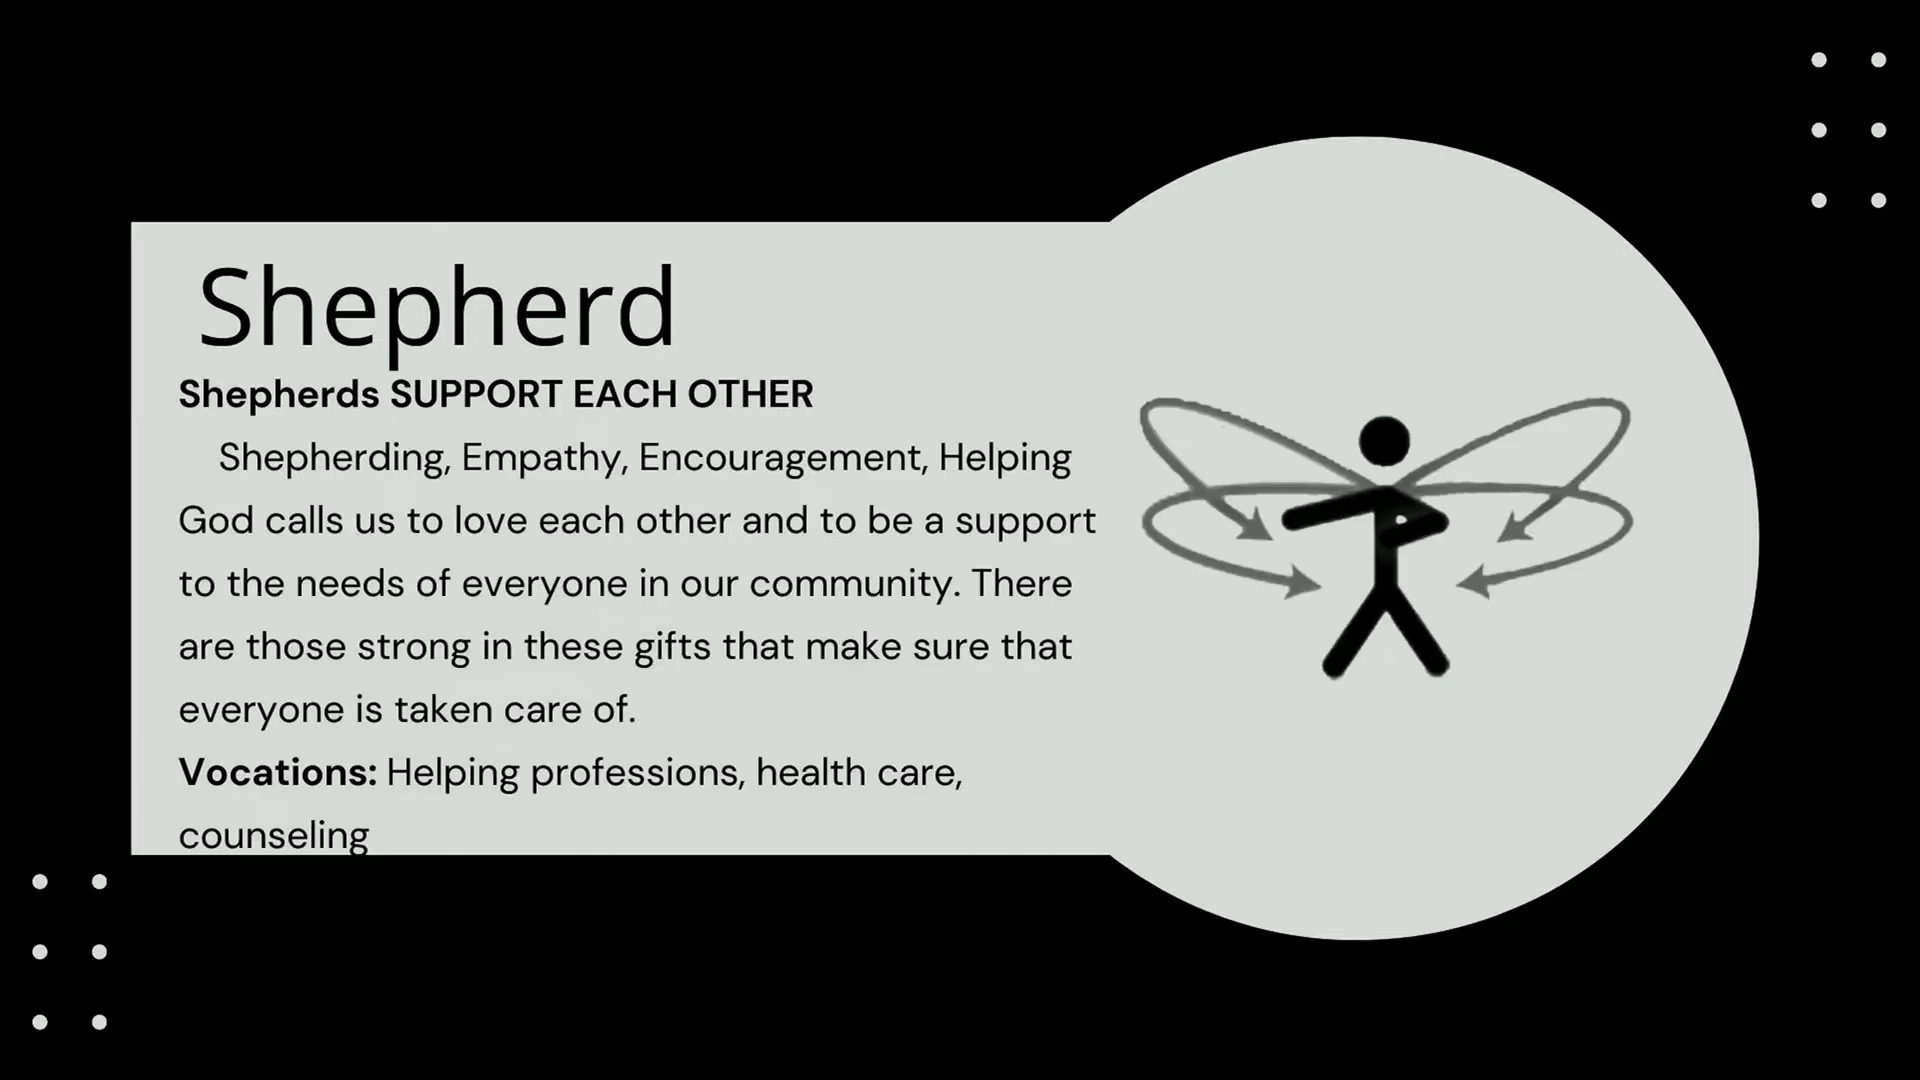 Shepherd
Shepherds SUPPORT EACH OTHER
Shepherding, Empathy, Encouragement, Helping
God calls us to love each other and to be a support
to the needs of everyone in our community. There
are those strong in these gifts that make sure that
everyone is taken care of.
Vocations: Helping professions, health care,
counseling